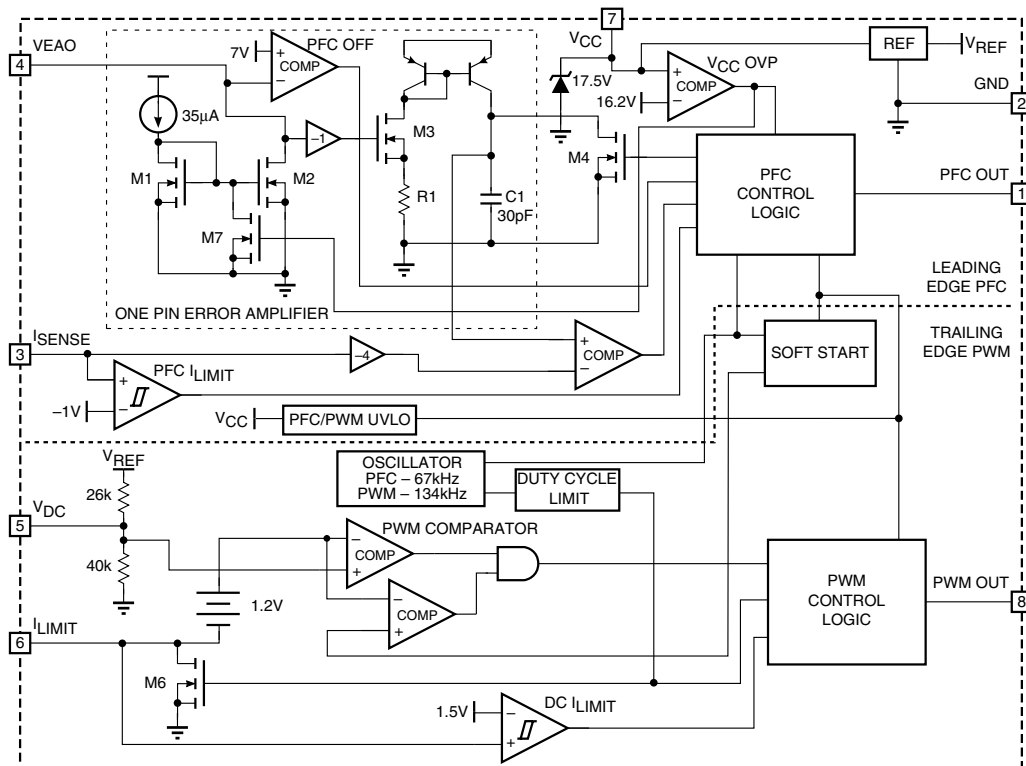 7
VEAO
4
7V
+
COMP
−
PFC OFF
VCC
17.5V
16.2V
+
COMP
−
VCC OVP
REF
VREF
GND
2
35µA
−1
M3
M4
M1
M2
M7
R1
C1
30pF
PFC
CONTROL
LOGIC
PFC OUT
1
ONE PIN ERROR AMPLIFIER
LEADING
EDGE PFC
TRAILING
EDGE PWM
ISENSE
3
−4
+
COMP
−
SOFT START
PFC ILIMIT
+
−
−1V
VCC
PFC/PWM UVLO
VREF
26k
VDC
5
40k
OSCILLATOR
PFC – 67kHz
PWM – 134kHz
DUTY CYCLE
LIMIT
PWM COMPARATOR
−
COMP
+
−
COMP
+
1.2V
PWM
CONTROL
LOGIC
PWM OUT
8
ILIMIT
6
M6
1.5V
−
+
DC ILIMIT